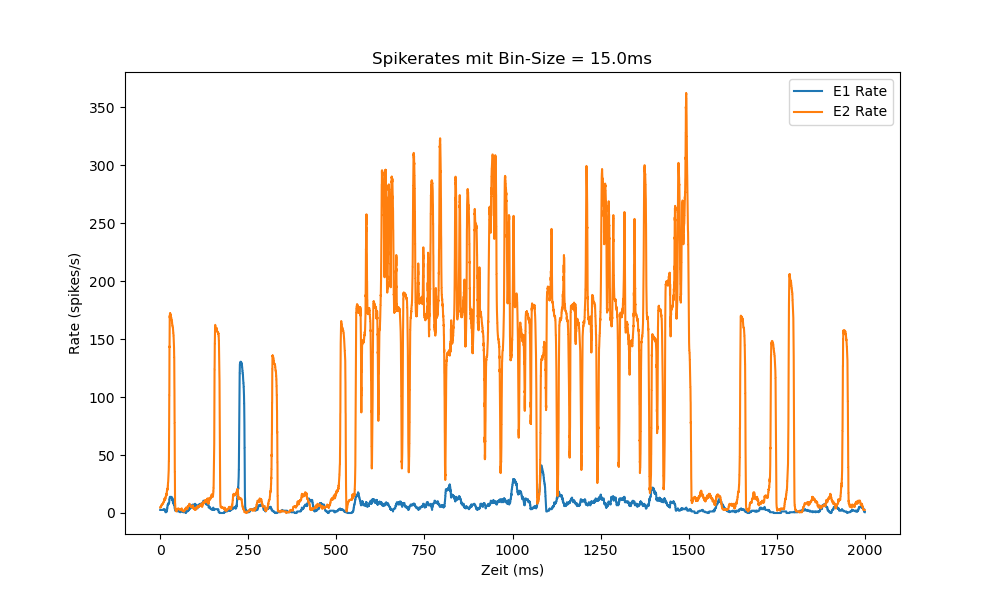 Spikerates mit Bin-Size = 15.0ms
E1 Rate
E2 Rate
350
300
250
200
150
100
50
0
Rate (spikes/s)
0 250 500 750 1000 1250 1500 1750 2000
Zeit (ms)